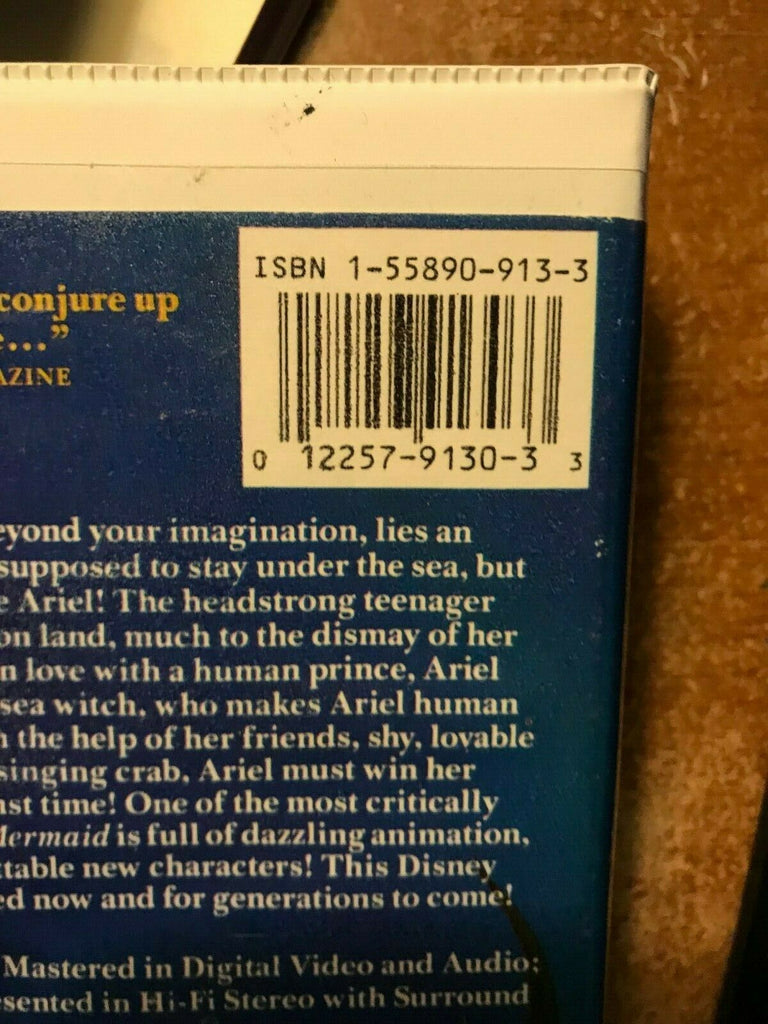 ISBN 1-55890-913-3
conjure up
e..."
AZINE
0 12257-9130-3 3
eyond your imagination, lies an
supposed to stay under the sea, but
e Ariel! The headstrong teenager
on land, much to the dismay of her
n love with a human prince, Ariel
sea witch, who makes Ariel human
h the help of her friends, shy, lovable
singing crab, Ariel must win her
nst time! One of the most critically
Mermaid is full of dazzling animation,
ttable new characters! This Disney
ed now and for generations to come!
Mastered in Digital Video and Audio;
esented in Hi-Fi Stereo with Surround